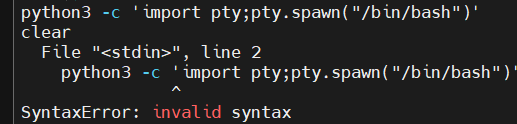 python3 -c 'import pty;pty.spawn("/bin/bash")'
clear
File "<stdin>", line 2
python3 -c 'import pty;pty.spawn("/bin/bash")'
^
SyntaxError: invalid syntax